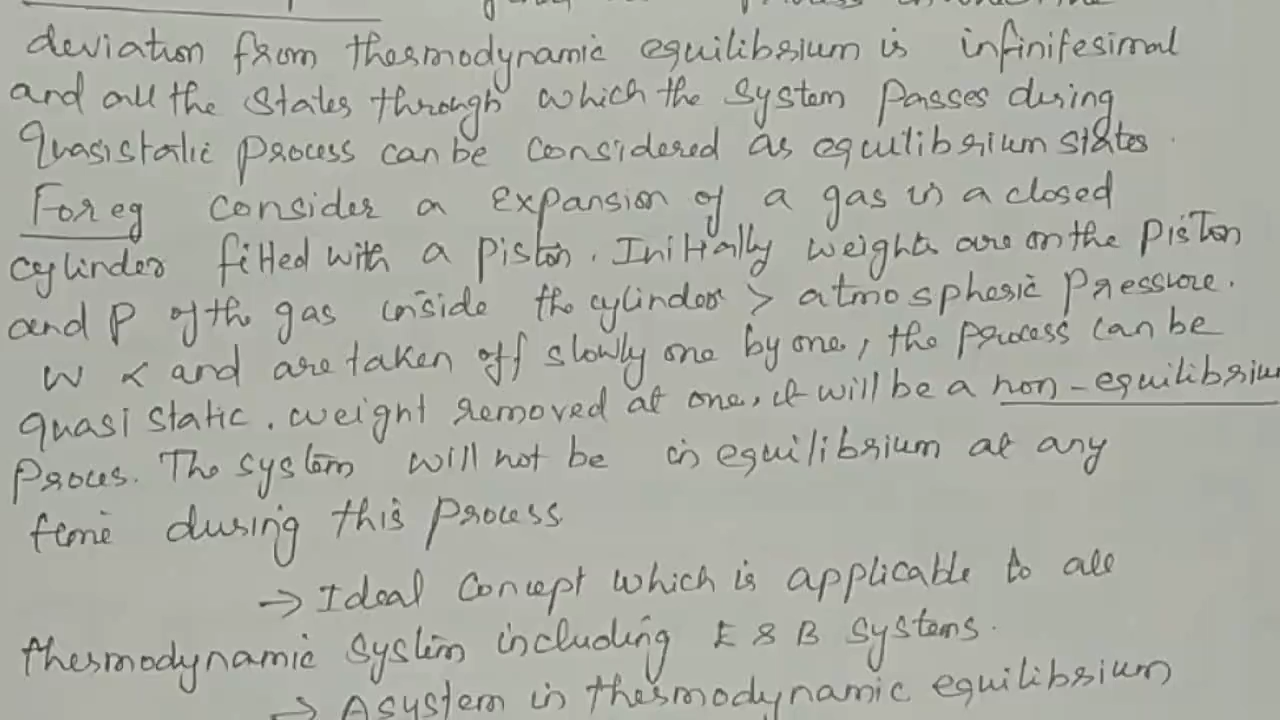 deviation from thermodynamic equilibrium is infinitesimal
and all the states through which the system passes during
quasistatic process can be considered as equilibrium states.
For eg consider a expansion of a gas in a closed
cylinder fitted with a piston. Initially weights are on the piston
and P of the gas inside the cylinder > atmospheric pressure.
W α and are taken off slowly one by one, the process can be
quasi static. weight removed at one, it will be a non-equilibrium
Proces. The system will not be in equilibrium at any
time during this process.
→ Ideal concept which is applicable to all
thermodynamic system including E & B systems.
→ A system in thermodynamic equilibrium